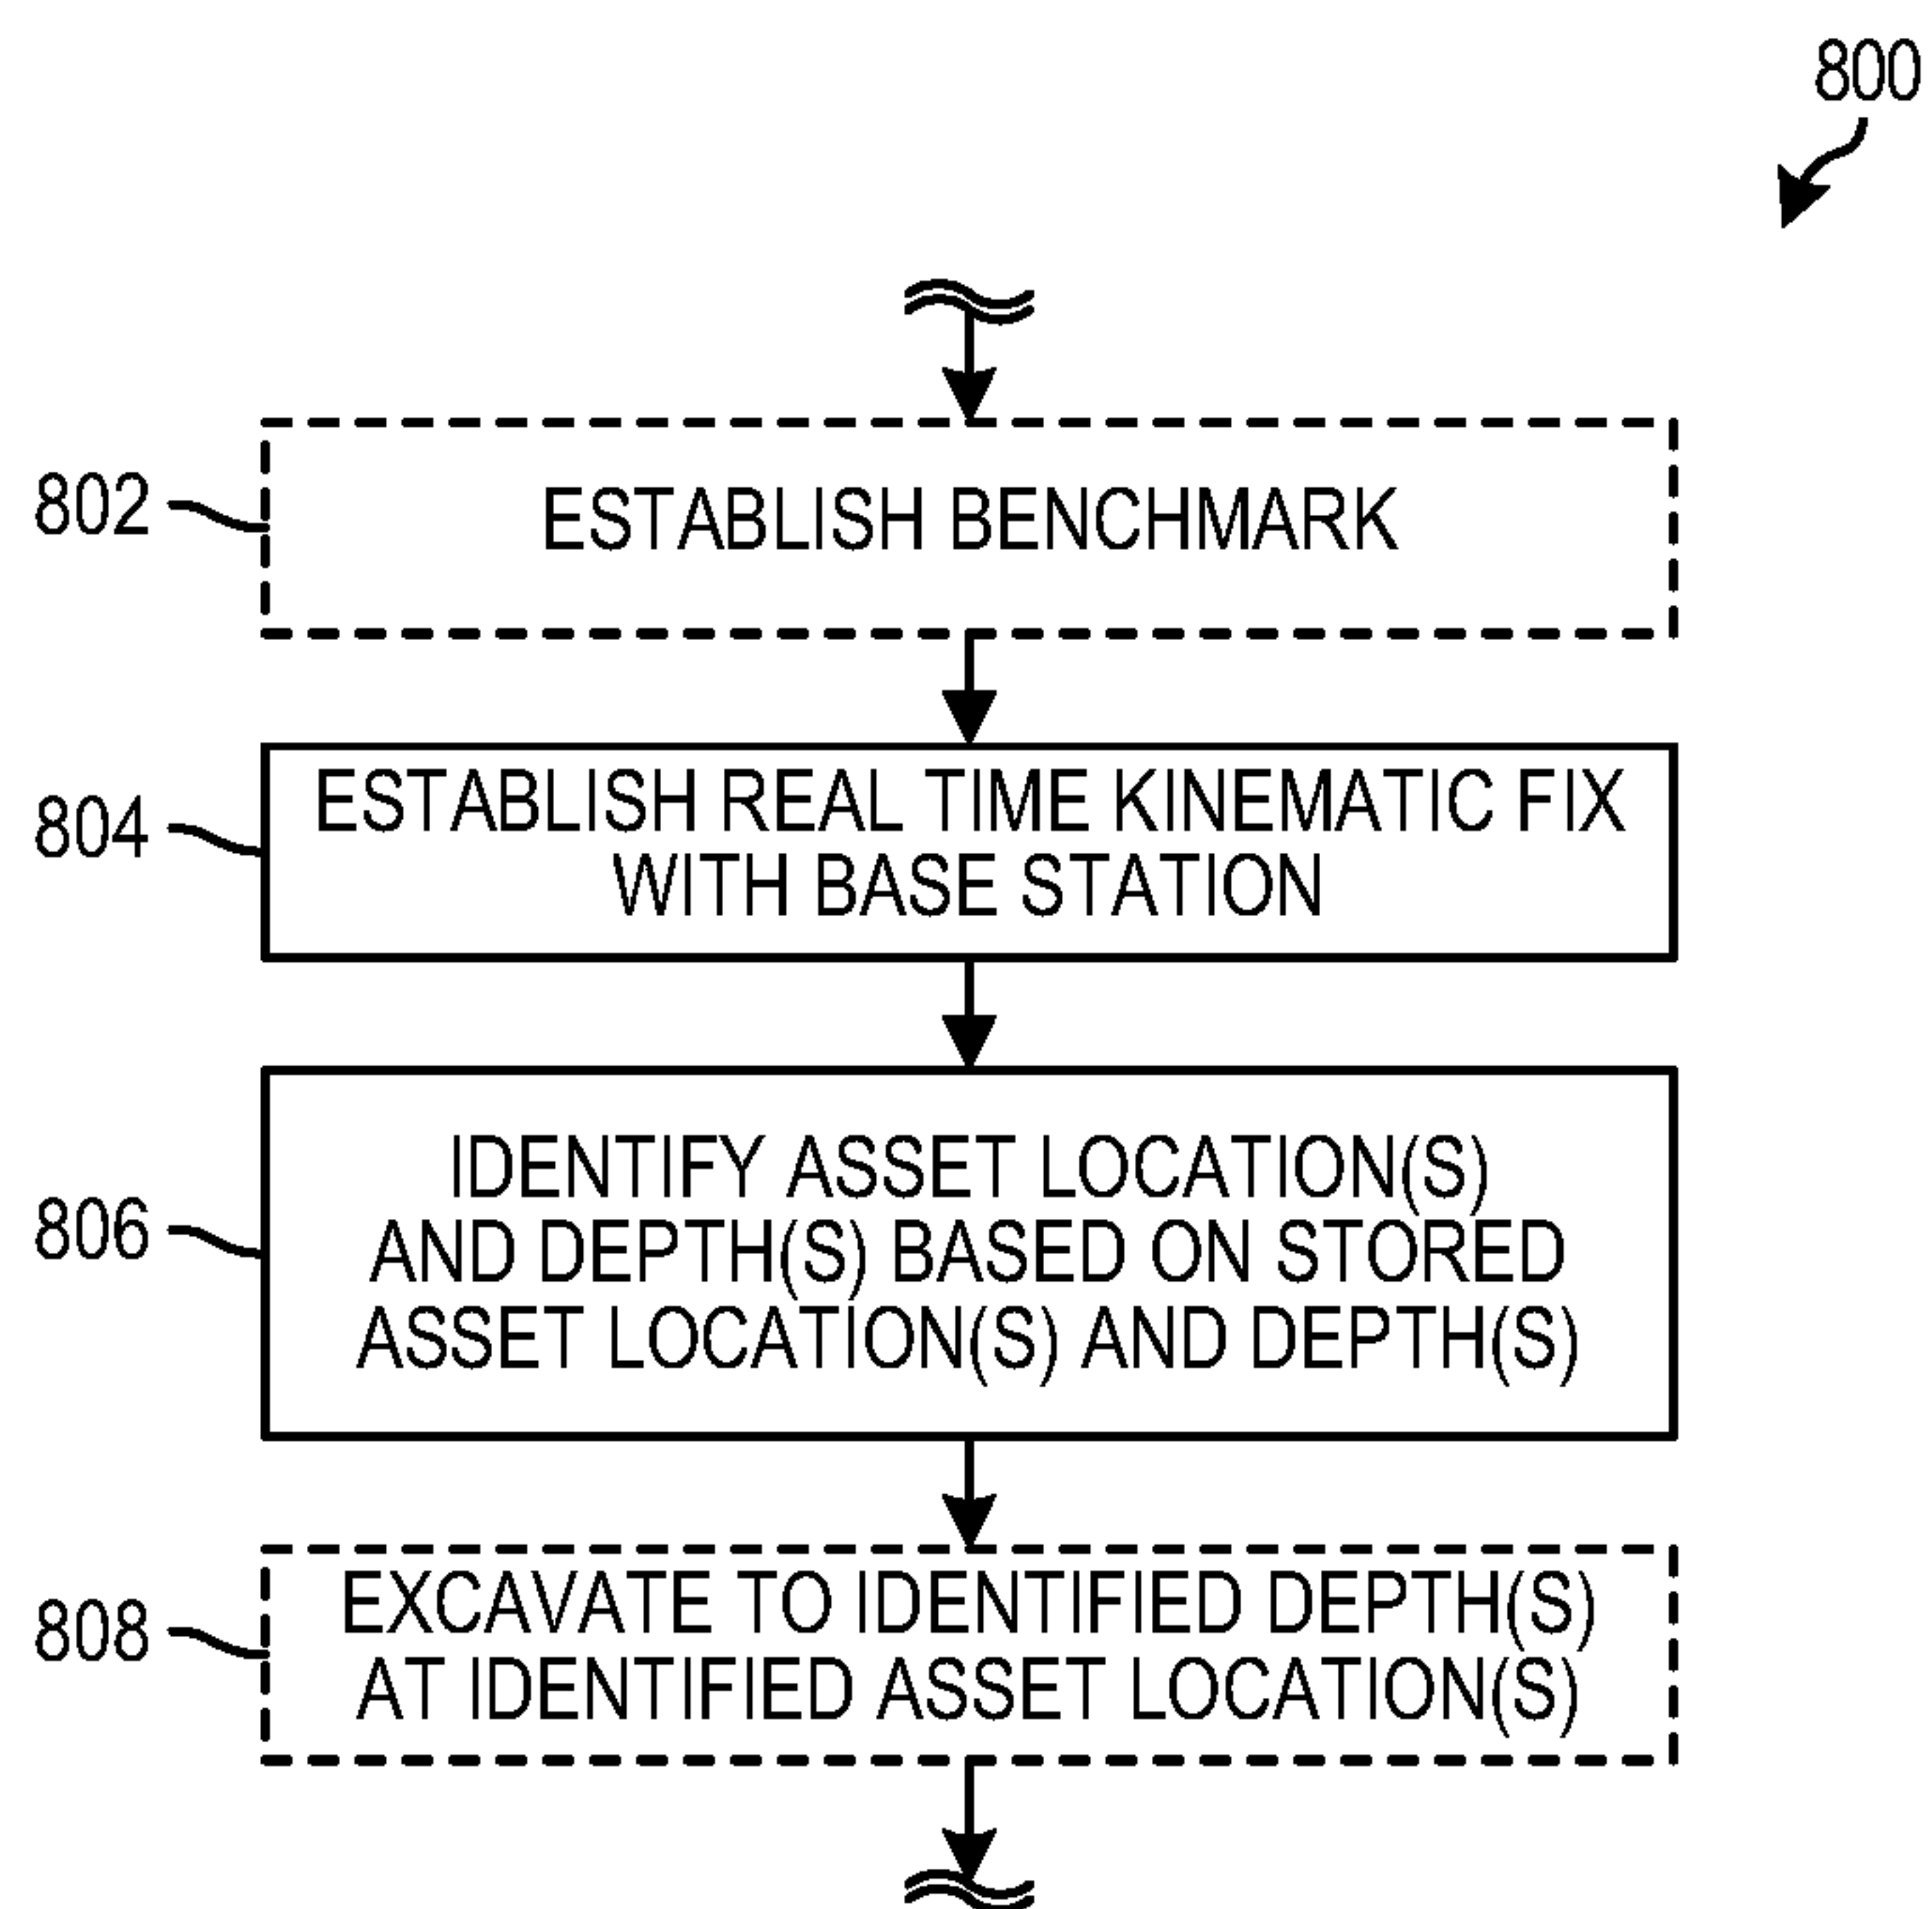 800
802
ESTABLISH BENCHMARK
804
ESTABLISH REAL TIME KINEMATIC FIX
WITH BASE STATION
806
IDENTIFY ASSET LOCATION(S)
AND DEPTH(S) BASED ON STORED
ASSET LOCATION(S) AND DEPTH(S)
808
EXCAVATE TO IDENTIFIED DEPTH(S)
AT IDENTIFIED ASSET LOCATION(S)